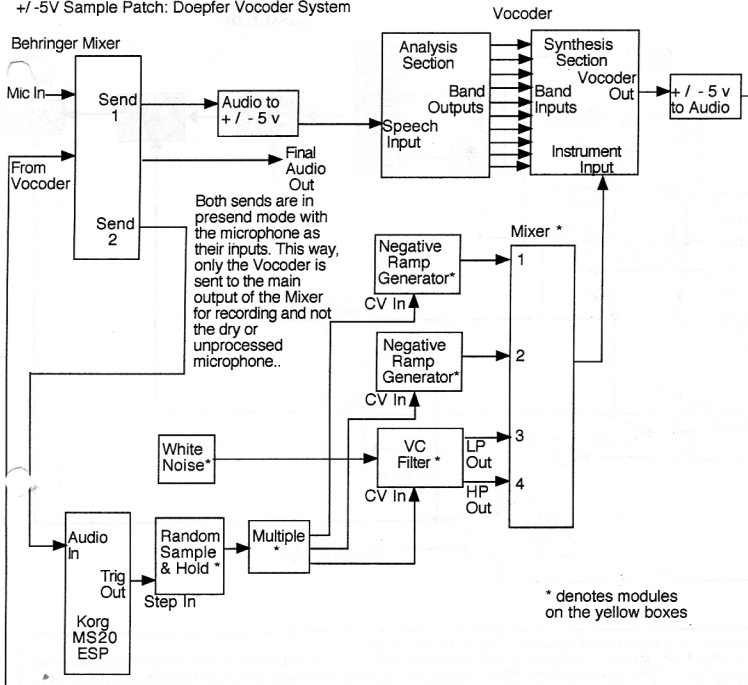 +/ -5V Sample Patch: Doepfer Vocoder System
Vocoder
Behringer Mixer
Mic In
Send
1
From
Vocoder
Send
2
Audio to
+ / - 5 v
Final
Audio
Out
Analysis
Section
Band
Outputs
Speech
Input
Synthesis
Section
Vocoder
Out
Band
Inputs
Instrument
Input
+ / - 5 v
to Audio
Both sends are in
presend mode with
the microphone as
their inputs. This way,
only the Vocoder is
sent to the main
output of the Mixer
for recording and not
the dry or
unprocessed
microphone..
Negative
Ramp
Generator*
CV In
Negative
Ramp
Generator*
CV In
Mixer *
1
2
3
4
White
Noise*
VC
Filter *
CV In
LP
Out
HP
Out
Audio
In
Trig
Out
Korg
MS20
ESP
Random
Sample
& Hold *
Step In
Multiple
*
* denotes modules
on the yellow boxes